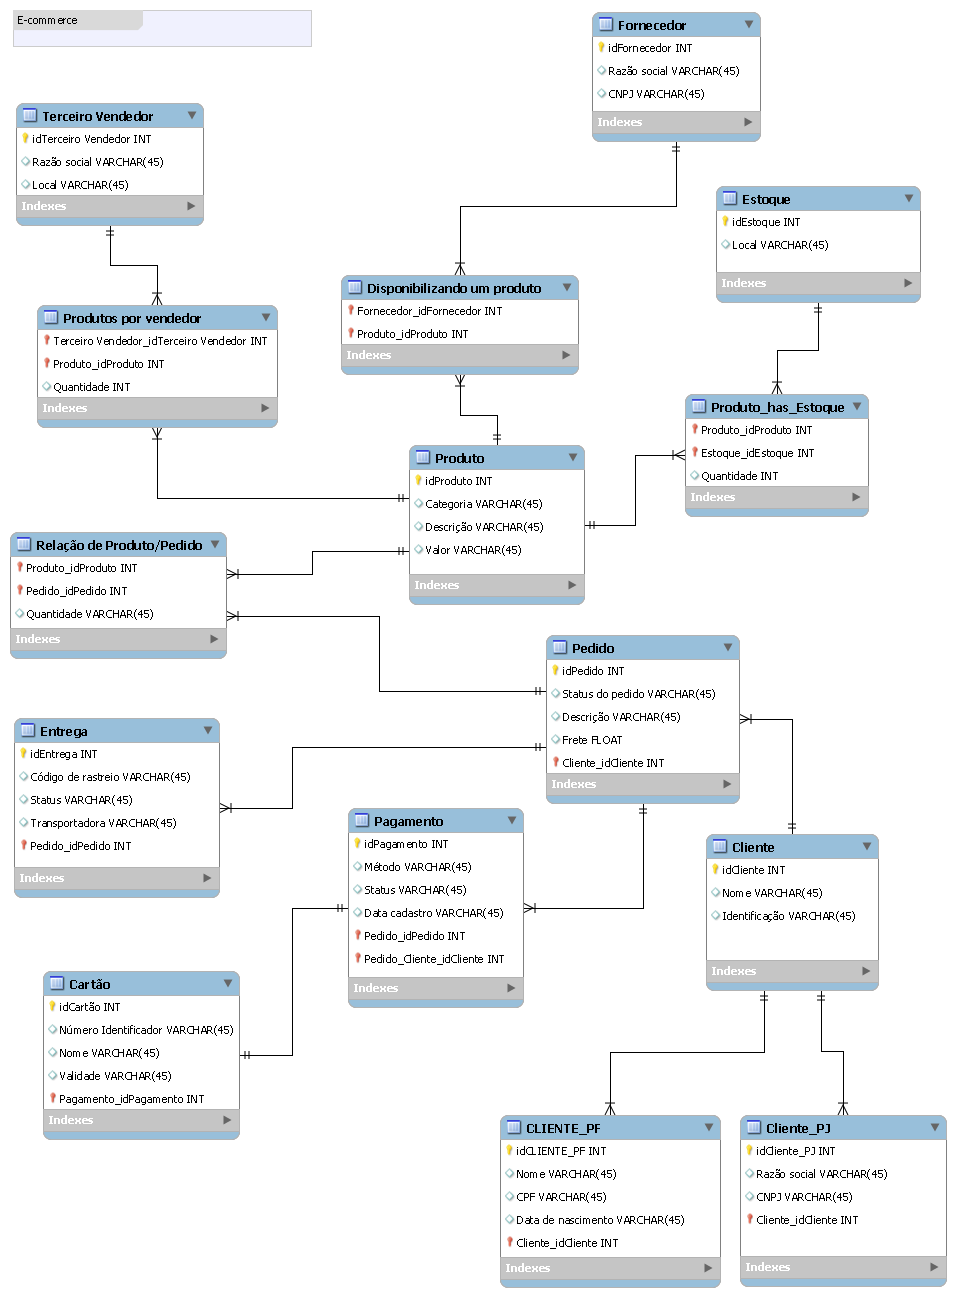 E-commerce
Fornecedor
idFornecedor INT
Razão social VARCHAR(45)
CNPJ VARCHAR(45)
Indexes
Terceiro Vendedor
idTerceiro Vendedor INT
Razão social VARCHAR(45)
Local VARCHAR(45)
Indexes
Estoque
idEstoque INT
Local VARCHAR(45)
Indexes
Disponibilizando um produto
Fornecedor_idFornecedor INT
Produto_idProduto INT
Indexes
Produtos por vendedor
Terceiro Vendedor_idTerceiro Vendedor INT
Produto_idProduto INT
Quantidade INT
Indexes
Produto_has_Estoque
Produto_idProduto INT
Estoque_idEstoque INT
Quantidade INT
Indexes
Produto
idProduto INT
Categoria VARCHAR(45)
Descrição VARCHAR(45)
Valor VARCHAR(45)
Indexes
Relação de Produto/Pedido
Produto_idProduto INT
Pedido_idPedido INT
Quantidade VARCHAR(45)
Indexes
Pedido
idPedido INT
Status do pedido VARCHAR(45)
Descrição VARCHAR(45)
Frete FLOAT
Cliente_idCliente INT
Indexes
Entrega
idEntrega INT
Código de rastreio VARCHAR(45)
Status VARCHAR(45)
Transportadora VARCHAR(45)
Pedido_idPedido INT
Indexes
Pagamento
idPagamento INT
Método VARCHAR(45)
Status VARCHAR(45)
Data cadastro VARCHAR(45)
Pedido_idPedido INT
Pedido_Cliente_idCliente INT
Indexes
Cliente
idCliente INT
Nome VARCHAR(45)
Identificação VARCHAR(45)
Indexes
Cartão
idCartão INT
Número Identificador VARCHAR(45)
Nome VARCHAR(45)
Validade VARCHAR(45)
Pagamento_idPagamento INT
Indexes
CLIENTE_PF
idCLIENTE_PF INT
Nome VARCHAR(45)
CPF VARCHAR(45)
Data de nascimento VARCHAR(45)
Cliente_idCliente INT
Indexes
Cliente_PJ
idCliente_PJ INT
Razão social VARCHAR(45)
CNPJ VARCHAR(45)
Cliente_idCliente INT
Indexes